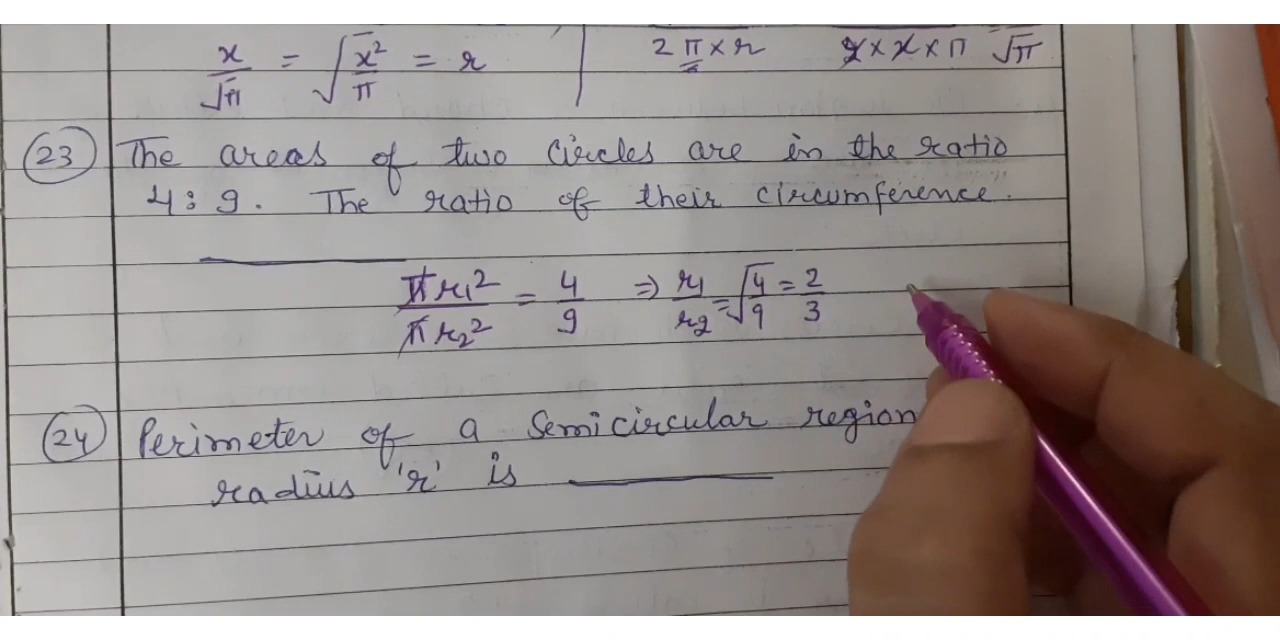 x/√π = √(x²/π) = r
2π×r 2×x×π √π
(23) The areas of two circles are in the ratio
4:9. The ratio of their circumference.
πr₁²/πr₂² = 4/9 ⇒ r₁/r₂ = √(4/9) = 2/3
(24) Perimeter of a semicircular region
radius 'r' is